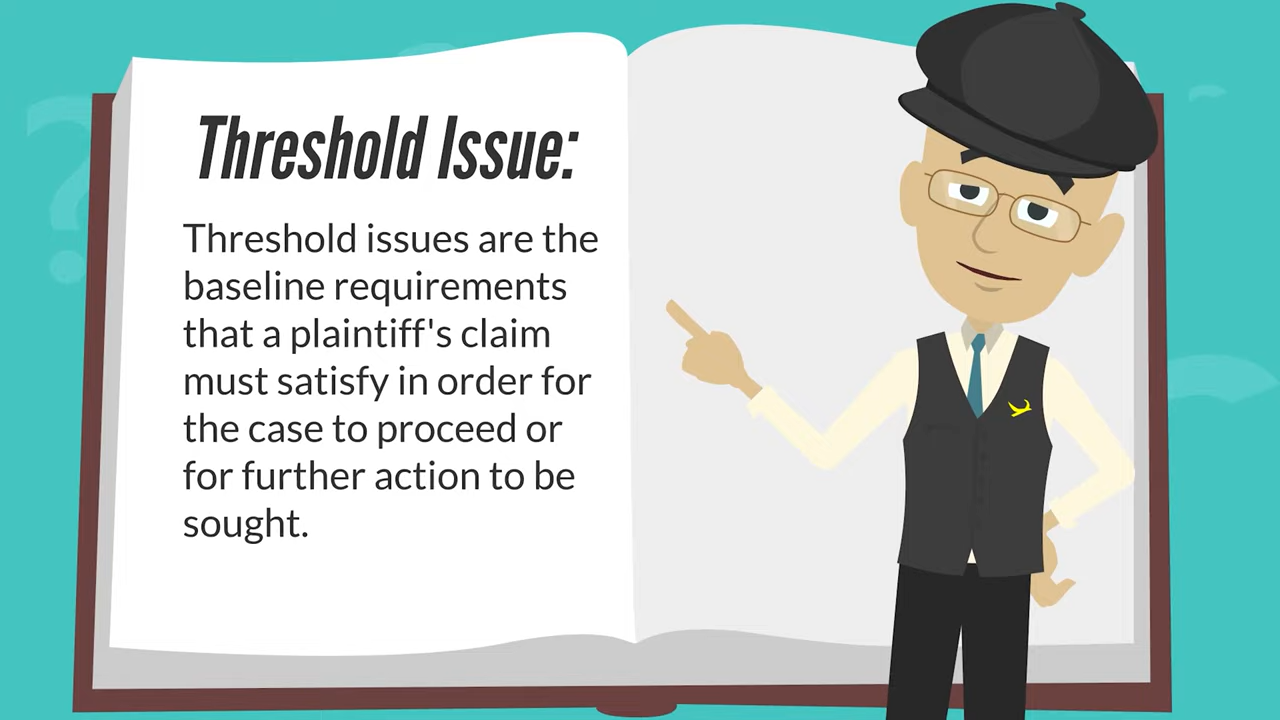 Threshold Issue:
Threshold issues are the
baseline requirements
that a plaintiff's claim
must satisfy in order for
the case to proceed or
for further action to be
sought.